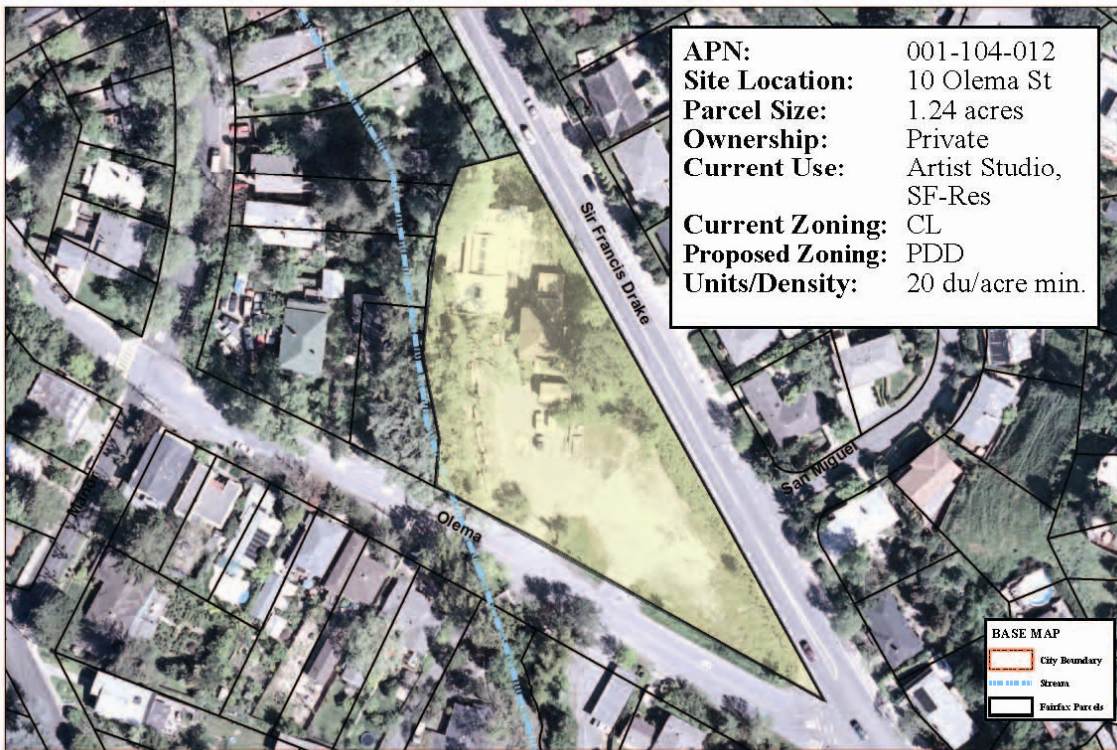 APN: 001-104-012
Site Location: 10 Olema St
Parcel Size: 1.24 acres
Ownership: Private
Current Use: Artist Studio,
SF-Res
Current Zoning: CL
Proposed Zoning: PDD
Units/Density: 20 du/acre min.
Sir Francis Drake
San Miguel
Olema
BASE MAP
City Boundary
Stream
Fairfax Parcels